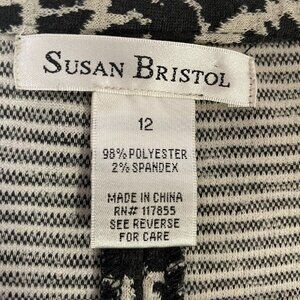 SUSAN BRISTOL
12
98% POLYESTER
2% SPANDEX
MADE IN CHINA
RN# 117855
SEE REVERSE
FOR CARE